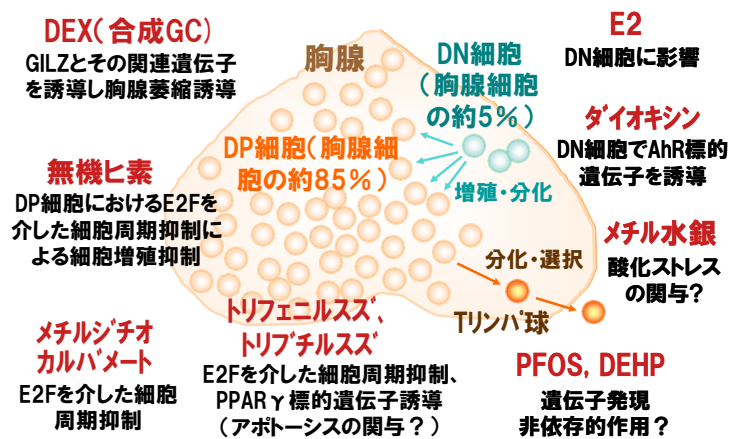 DEX(合成GC)
GILZとその関連遺伝子
を誘導し胸腺萎縮誘導
胸腺
DN細胞
(胸腺細胞
の約5%)
E2
DN細胞に影響
ダイオキシン
DN細胞でAhR標的
遺伝子を誘導
DP細胞(胸腺細
胞の約85%)
増殖・分化
無機ヒ素
DP細胞におけるE2Fを
介した細胞周期抑制に
よる細胞増殖抑制
メチル水銀
酸化ストレス
の関与?
分化・選択
Tリンパ球
メチルジチオ
カルバメート
E2Fを介した細胞
周期抑制
トリフェニルスズ、
トリブチルスズ
E2Fを介した細胞周期抑制、
PPARγ標的遺伝子誘導
(アポトーシスの関与?)
PFOS, DEHP
遺伝子発現
非依存的作用?